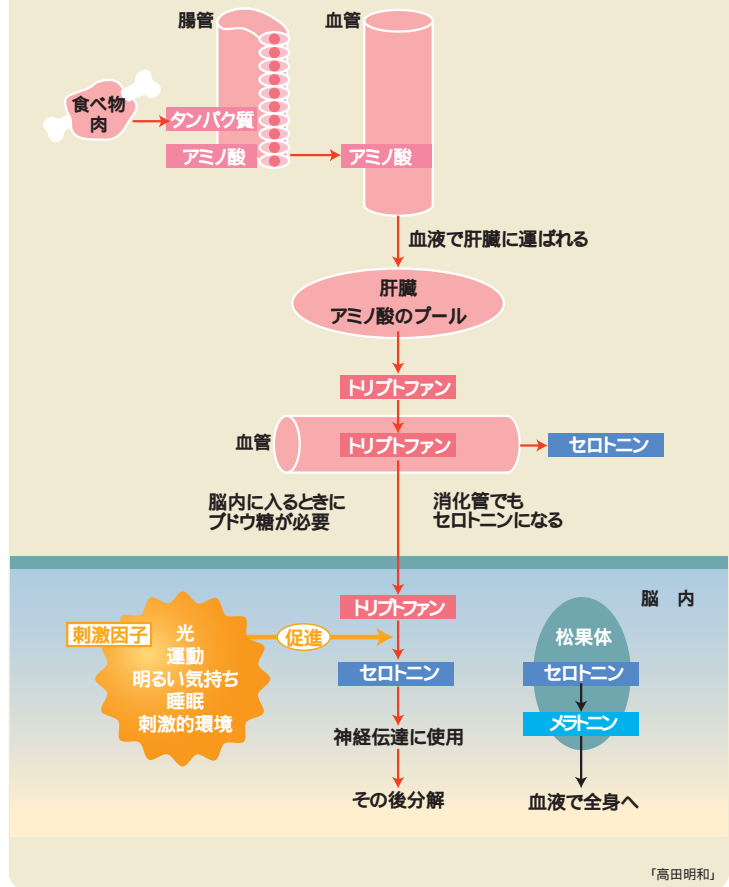 腸管
血管
食べ物
肉
タンパク質
アミノ酸
アミノ酸
血液で肝臓に運ばれる
肝臓
アミノ酸のプール
トリプトファン
血管
トリプトファン
セロトニン
脳内に入るときに
ブドウ糖が必要
消化管でも
セロトニンになる
脳 内
トリプトファン
刺激因子
光
運動
明るい気持ち
睡眠
刺激的環境
促進
セロトニン
神経伝達に使用
その後分解
松果体
セロトニン
メラトニン
血液で全身へ
「高田明和」